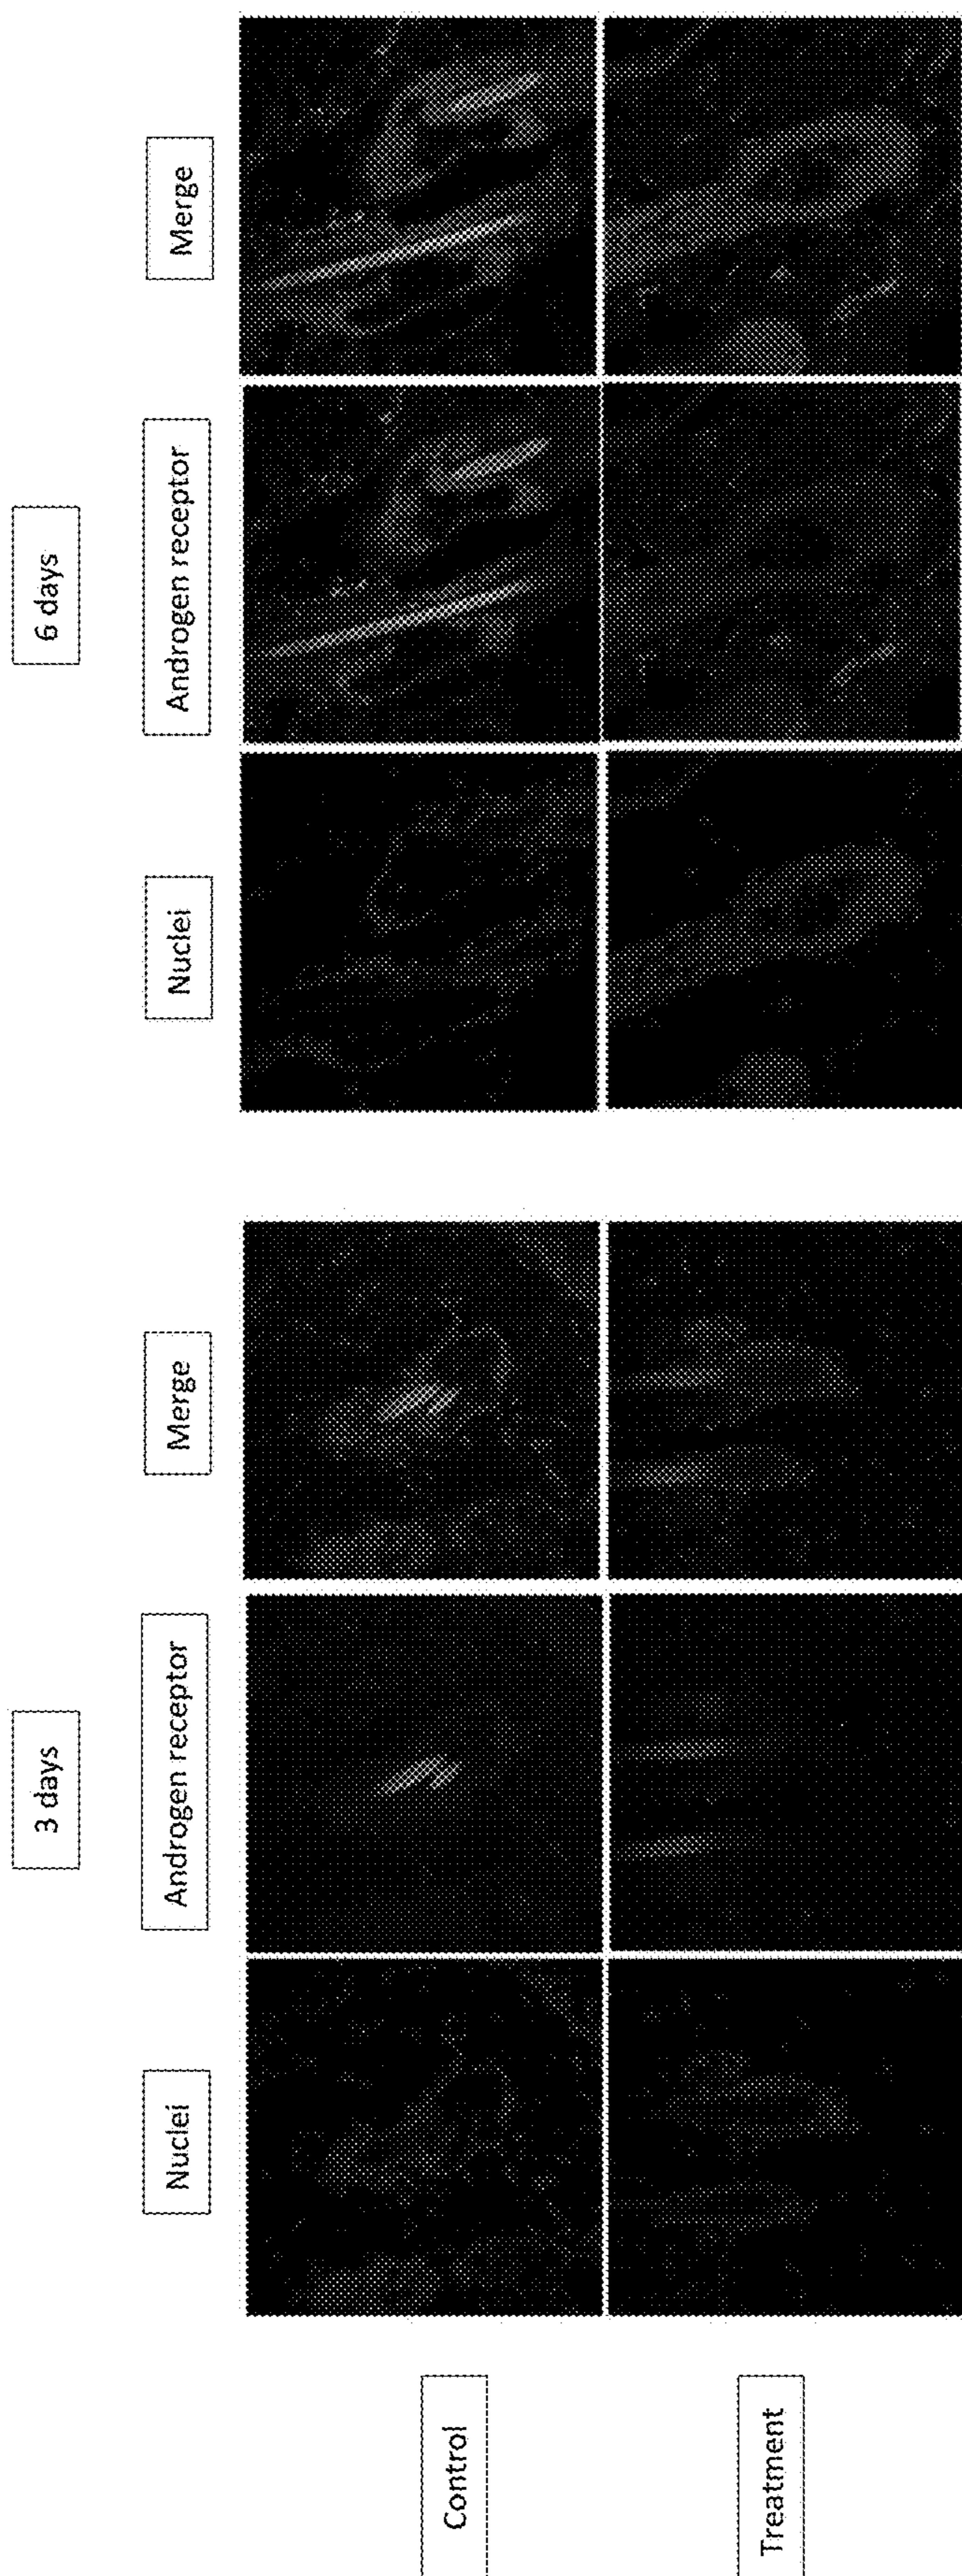 3 days
6 days
Nuclei
Androgen receptor
Merge
Nuclei
Androgen receptor
Merge
Control
Treatment